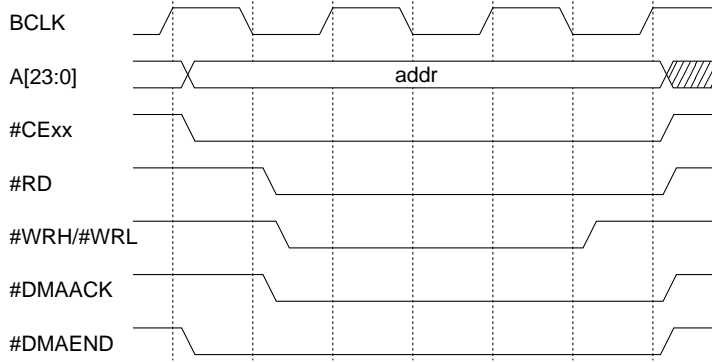 BCLK
A[23:0]
addr
#CExx
#RD
#WRH/#WRL
#DMAACK
#DMAEND